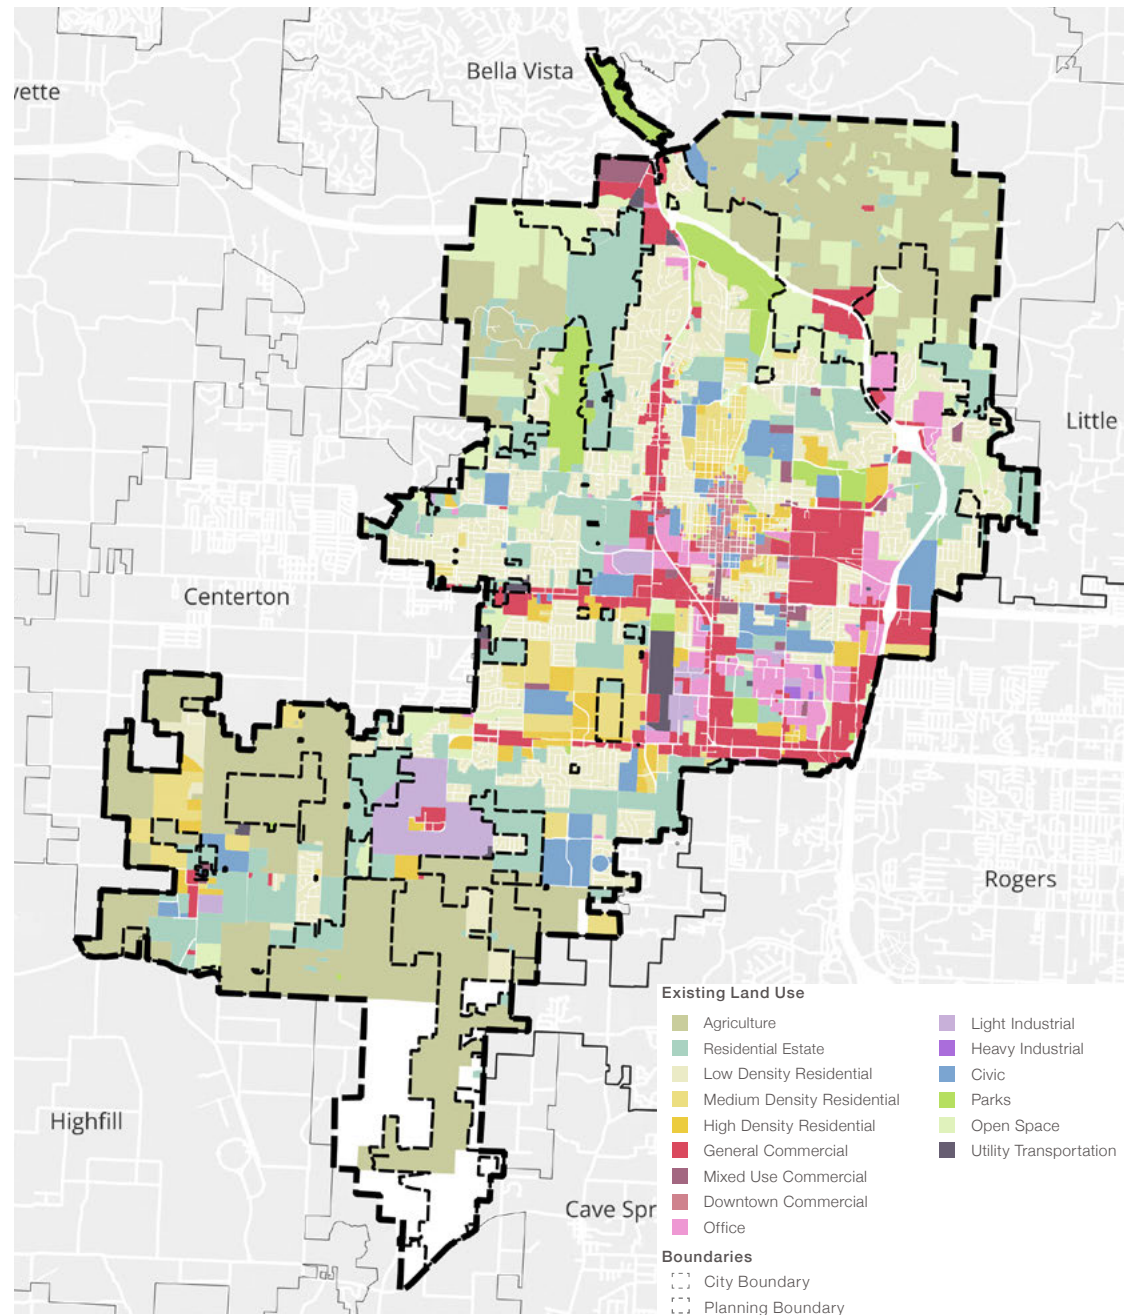 Bella Vista
vette
Little
Centerton
Rogers
Highfill
Cave Spr
Existing Land Use
Agriculture
Residential Estate
Low Density Residential
Medium Density Residential
High Density Residential
General Commercial
Mixed Use Commercial
Downtown Commercial
Office
Light Industrial
Heavy Industrial
Civic
Parks
Open Space
Utility Transportation
Boundaries
City Boundary
Planning Boundary